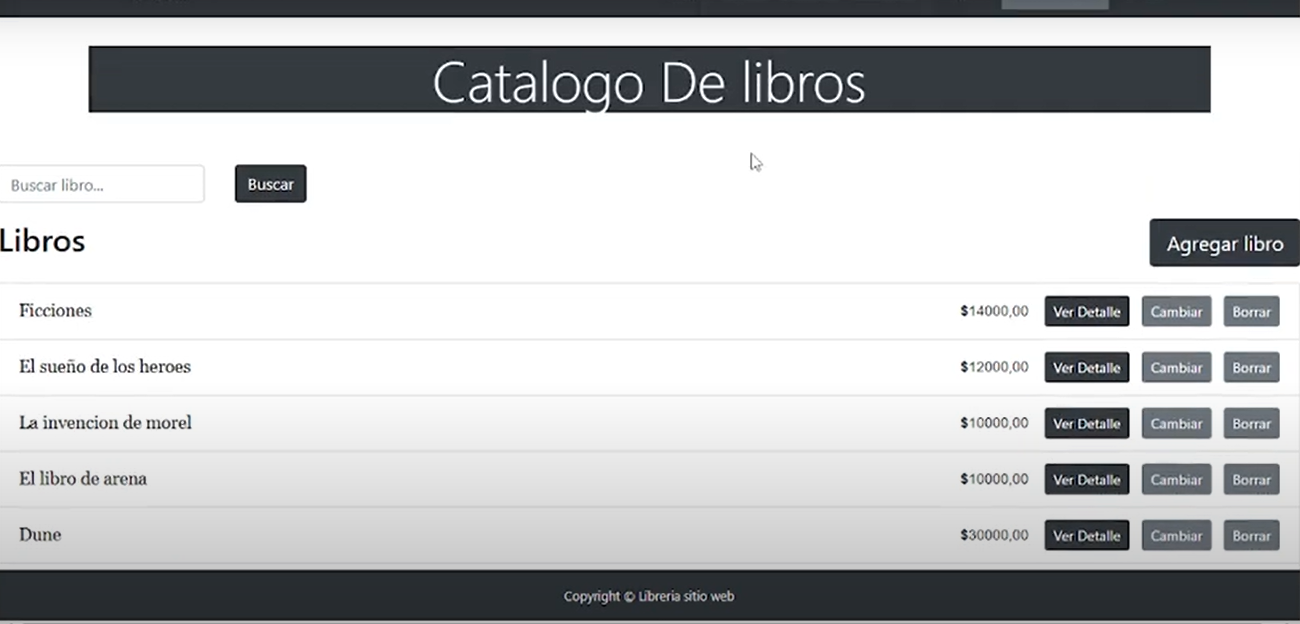 Catalogo De libros
Buscar libro... Buscar
Libros Agregar libro
Ficciones $14000,00 Ver Detalle Cambiar Borrar
El sueño de los heroes $12000,00 Ver Detalle Cambiar Borrar
La invencion de morel $10000,00 Ver Detalle Cambiar Borrar
El libro de arena $10000,00 Ver Detalle Cambiar Borrar
Dune $30000,00 Ver Detalle Cambiar Borrar
Copyright © Libreria sitio web